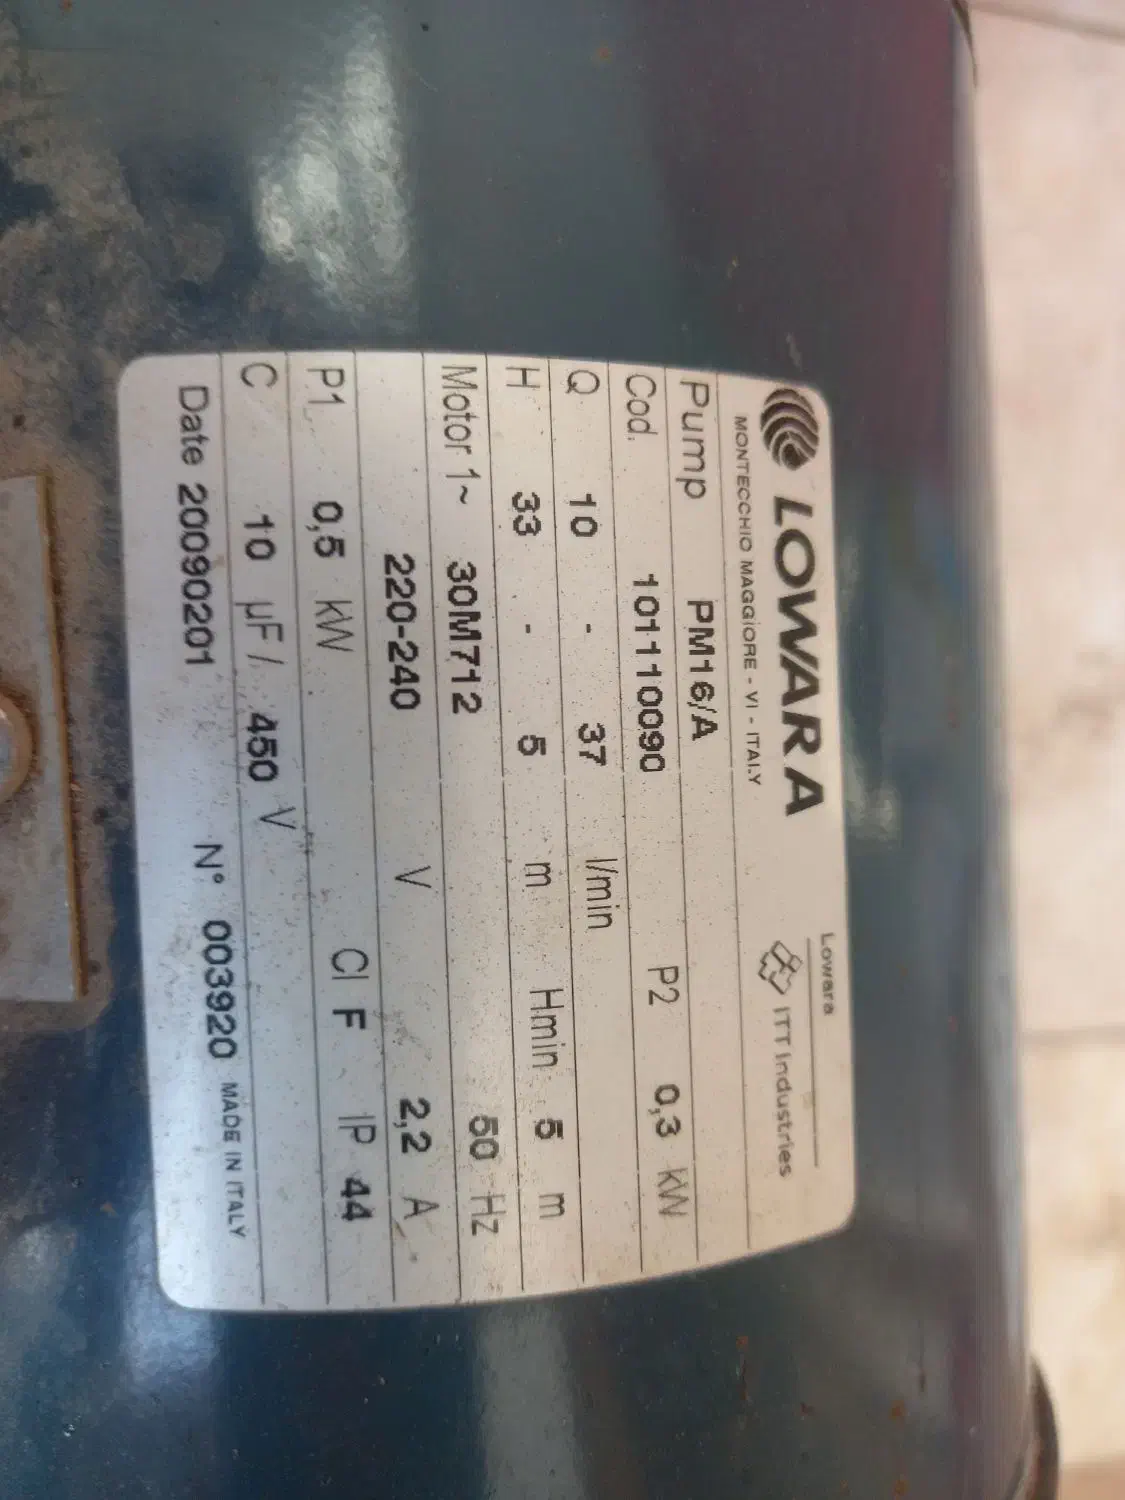 LOWARA
MONTECCHIO MAGGIORE - VI - ITALY
Lowara
ITT Industries
Pump PM16/A
Cod. 101110090 P2 0,3 kW
Q 10 - 37 l/min
H 33 - 5 m Hmin 5 m
Motor 1~ 30M712 50 Hz
220-240 V 2,2 A
P1 0,5 kW Cl F IP 44
C 10 µF / 450 V
Date 20090201 N° 003920 MADE IN ITALY